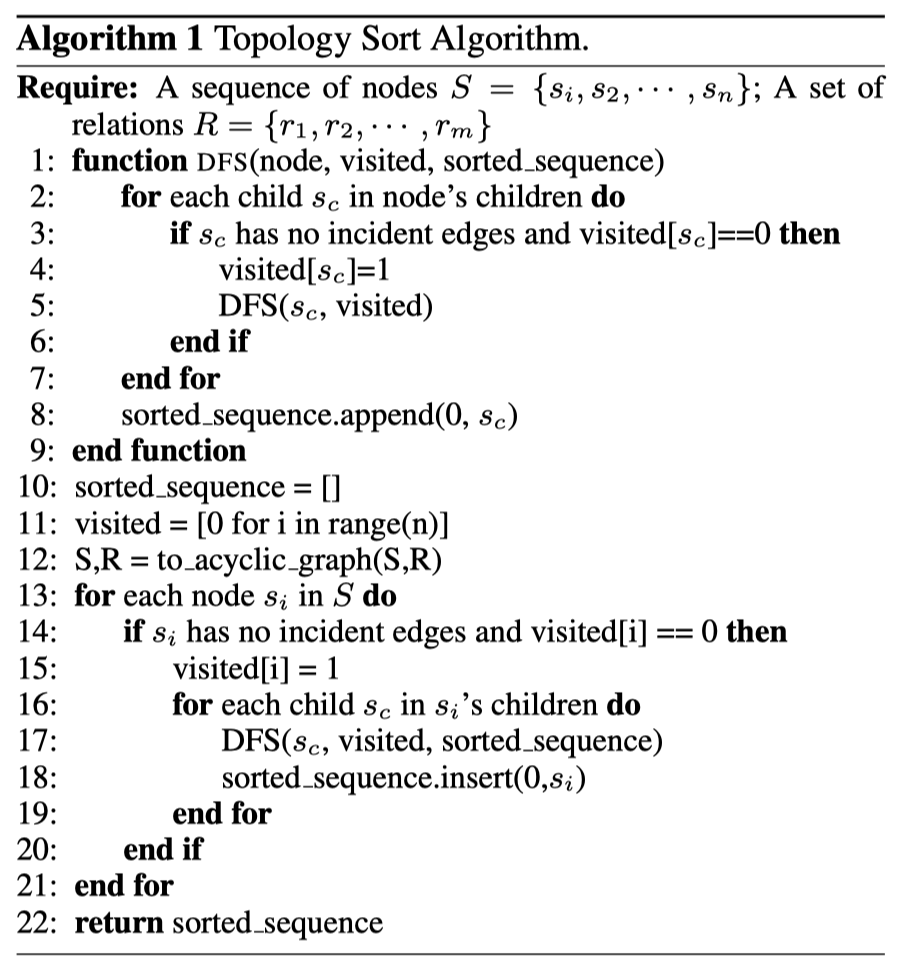 Algorithm 1 Topology Sort Algorithm.
Require: A sequence of nodes S = {s_i, s_2, ⋯ , s_n}; A set of
relations R = {r_1, r_2, ⋯ , r_m}
1: function DFS(node, visited, sorted_sequence)
2: for each child s_c in node's children do
3: if s_c has no incident edges and visited[s_c]==0 then
4: visited[s_c]=1
5: DFS(s_c, visited)
6: end if
7: end for
8: sorted_sequence.append(0, s_c)
9: end function
10: sorted_sequence = []
11: visited = [0 for i in range(n)]
12: S,R = to_acyclic_graph(S,R)
13: for each node s_i in S do
14: if s_i has no incident edges and visited[i] == 0 then
15: visited[i] = 1
16: for each child s_c in s_i's children do
17: DFS(s_c, visited, sorted_sequence)
18: sorted_sequence.insert(0,s_i)
19: end for
20: end if
21: end for
22: return sorted_sequence